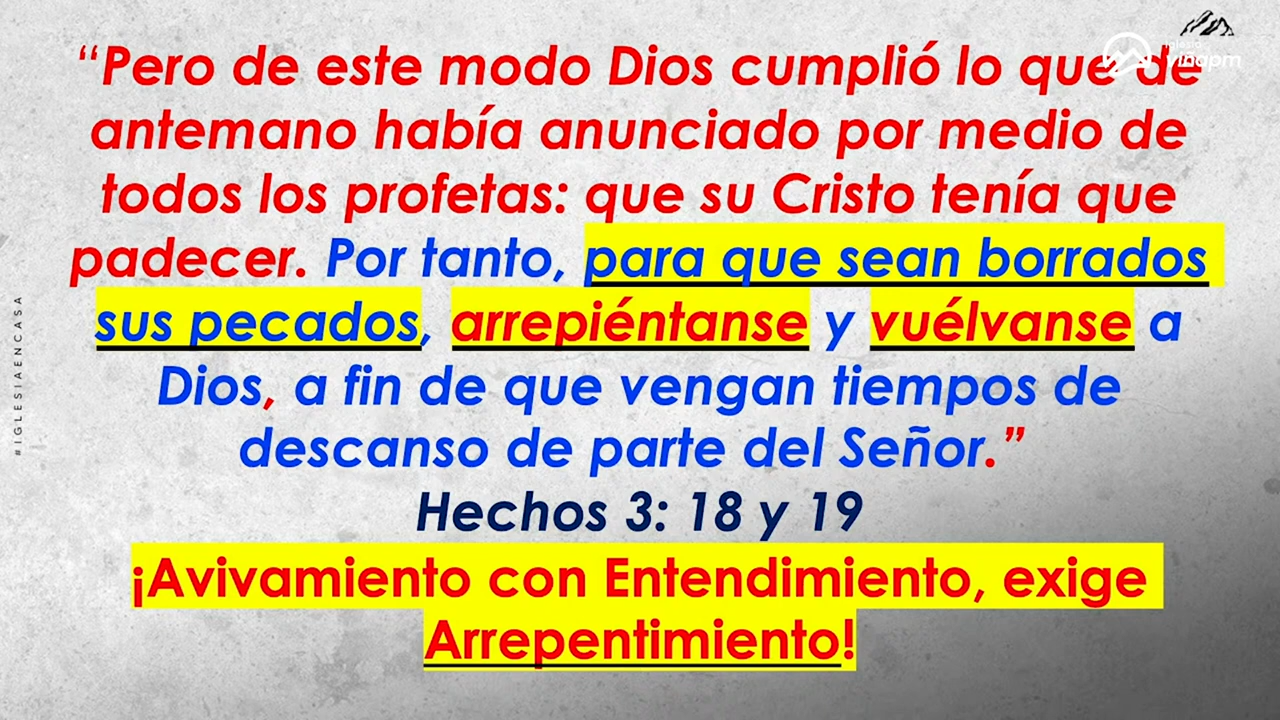 “Pero de este modo Dios cumplió lo que de
antemano había anunciado por medio de
todos los profetas: que su Cristo tenía que
padecer. Por tanto, para que sean borrados
sus pecados, arrepiéntanse y vuélvanse a
Dios, a fin de que vengan tiempos de
descanso de parte del Señor.”
Hechos 3: 18 y 19
¡Avivamiento con Entendimiento, exige
Arrepentimiento!
#IGLESIAENCASA
iglesia
viñapm